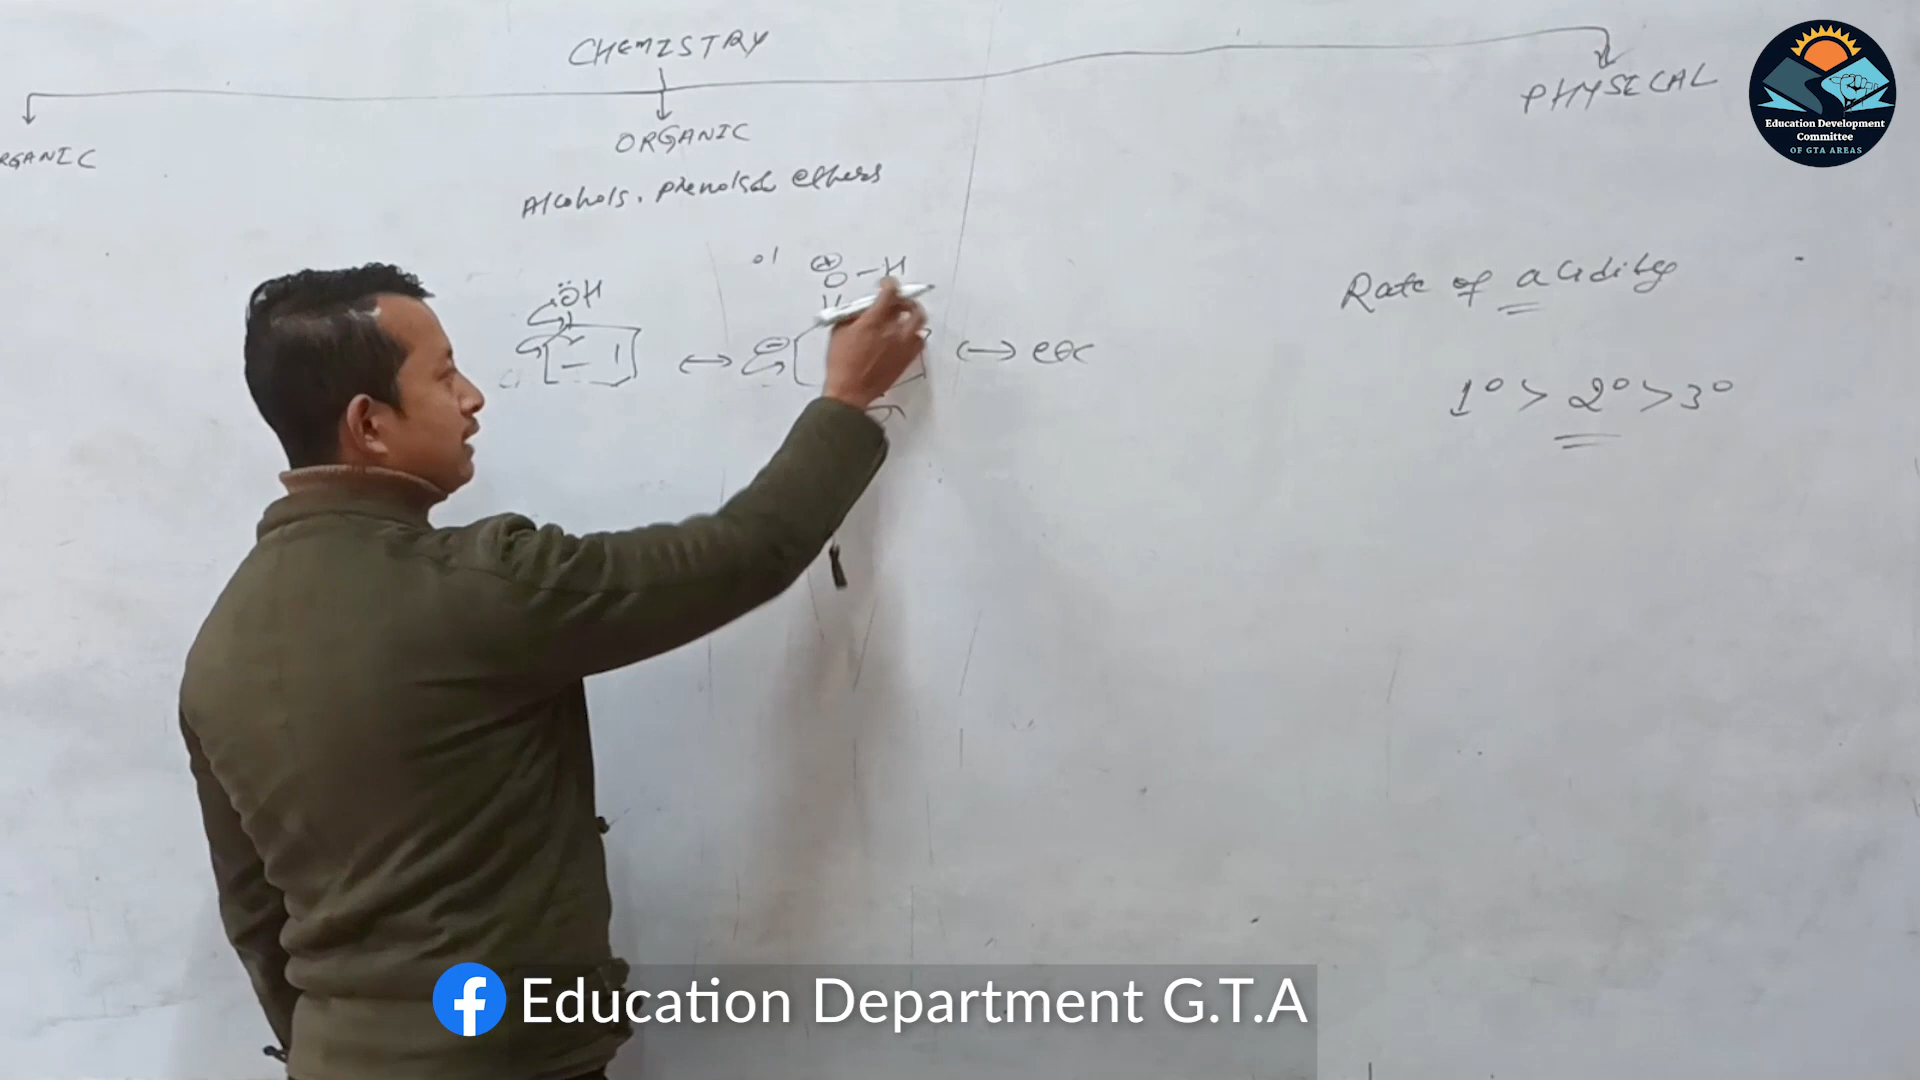 CHEMISTRY
RGANIC
ORGANIC
PHYSECAL
Alcohols, phenols & ethers
ÖH
⊕
O-H
⊖
↔
↔ etc
Rate of acidity
1° > 2° > 3°
Education Development
Committee
OF GTA AREAS
Education Department G.T.A